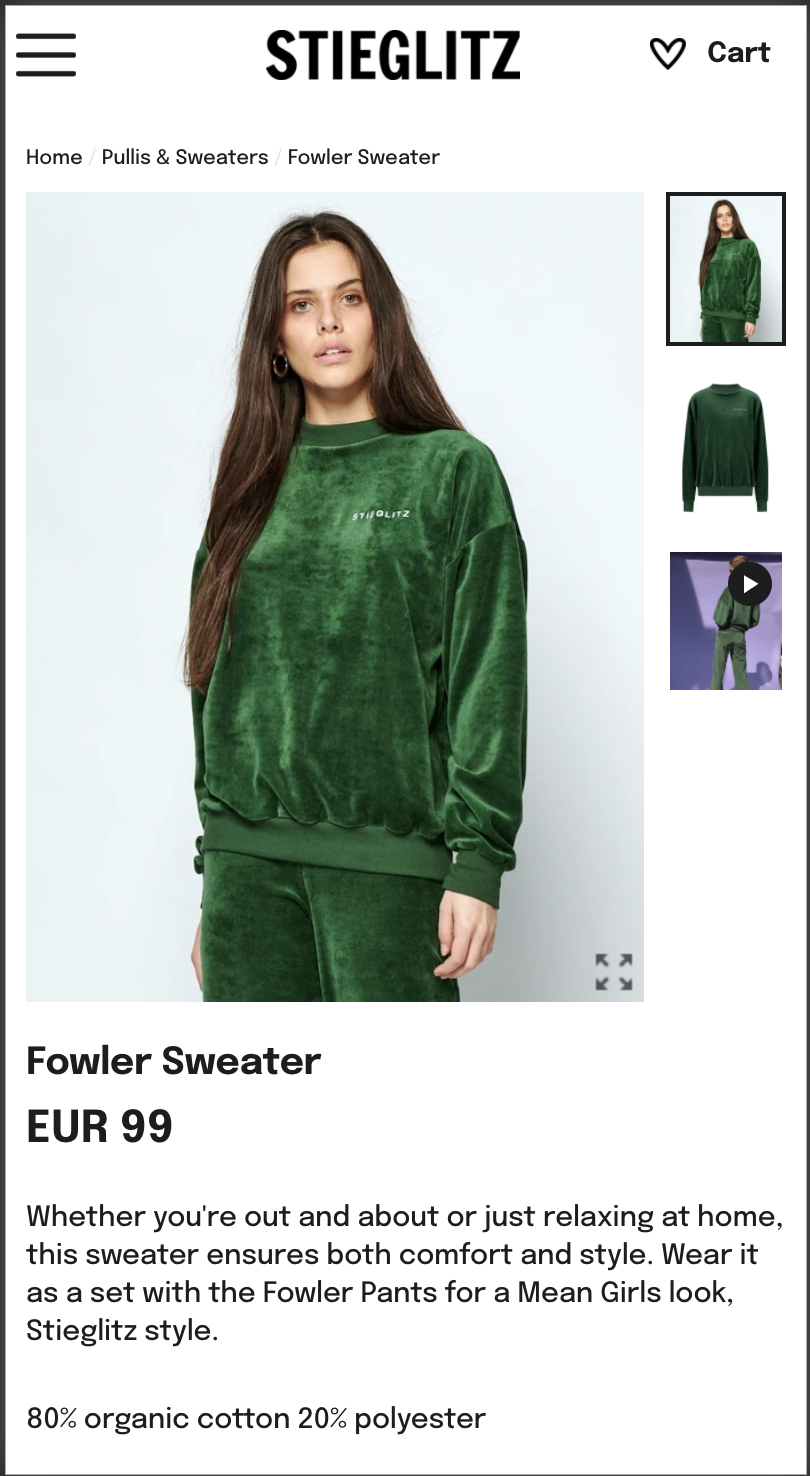 STIEGLITZ
Cart
Home / Pullis & Sweaters / Fowler Sweater
STIEGLITZ
Fowler Sweater
EUR 99
Whether you're out and about or just relaxing at home,
this sweater ensures both comfort and style. Wear it
as a set with the Fowler Pants for a Mean Girls look,
Stieglitz style.
80% organic cotton 20% polyester